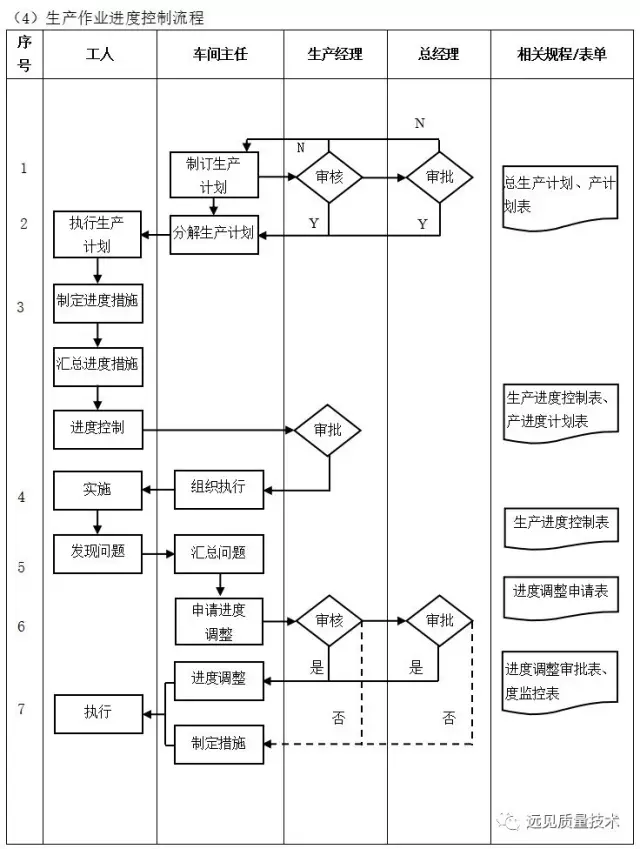 （4）生产作业进度控制流程
序号
工人
车间主任
生产经理
总经理
相关规程/表单
N
N
1
制订生产
计划
审核
审批
总生产计划、产计
划表
2
执行生产
计划
分解生产计划
Y
Y
3
制定进度措施
汇总进度措施
进度控制
审批
生产进度控制表、
产进度计划表
4
实施
组织执行
生产进度控制表
发现问题
汇总问题
5
进度调整申请表
6
申请进度
调整
审核
审批
是
是
进度调整
进度调整审批表、
度监控表
7
执行
否
否
制定措施
远见质量技术